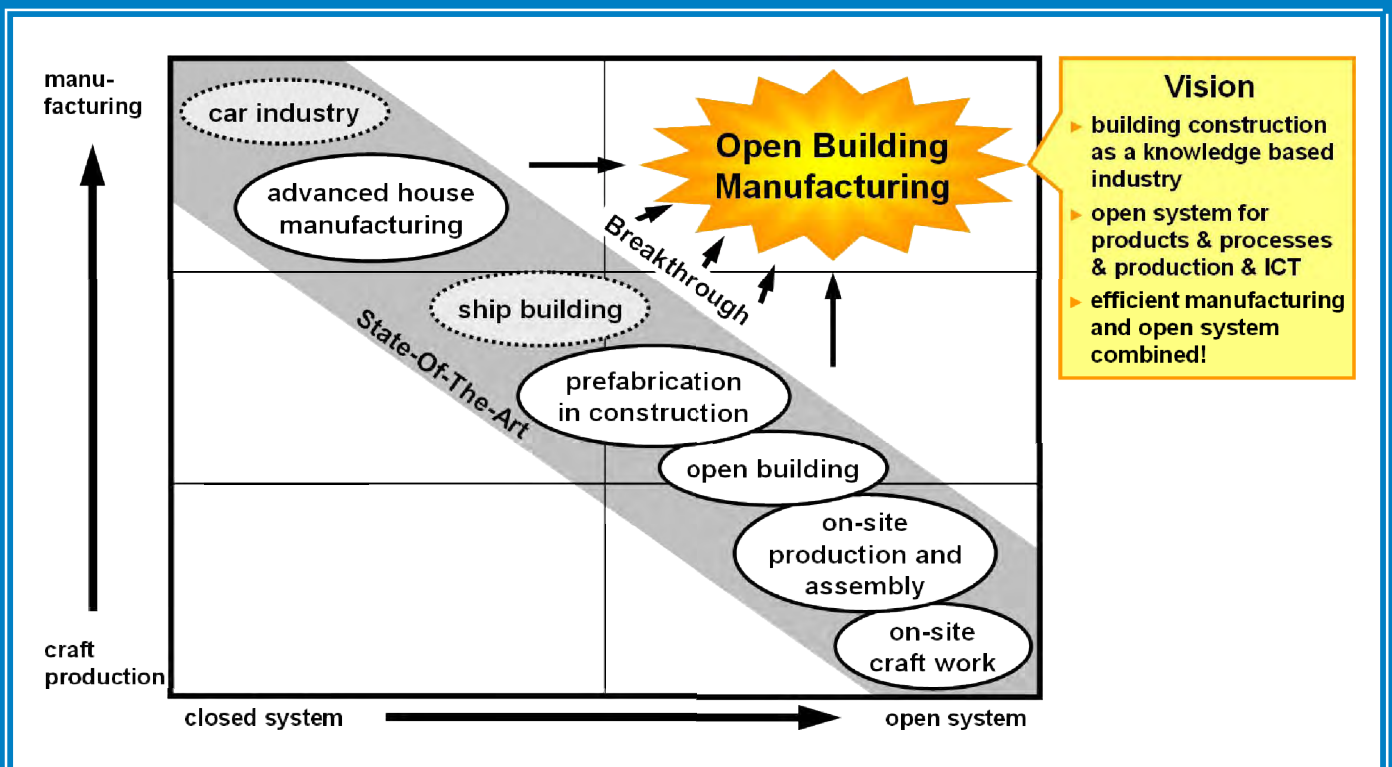 manu-
facturing
car industry
advanced house
manufacturing
Open Building
Manufacturing
Breakthrough
ship building
State-Of-The-Art
prefabrication
in construction
open building
on-site
production and
assembly
on-site
craft work
craft
production
closed system
open system
Vision
► building construction
as a knowledge based
industry
► open system for
products & processes
& production & ICT
► efficient manufacturing
and open system
combined!